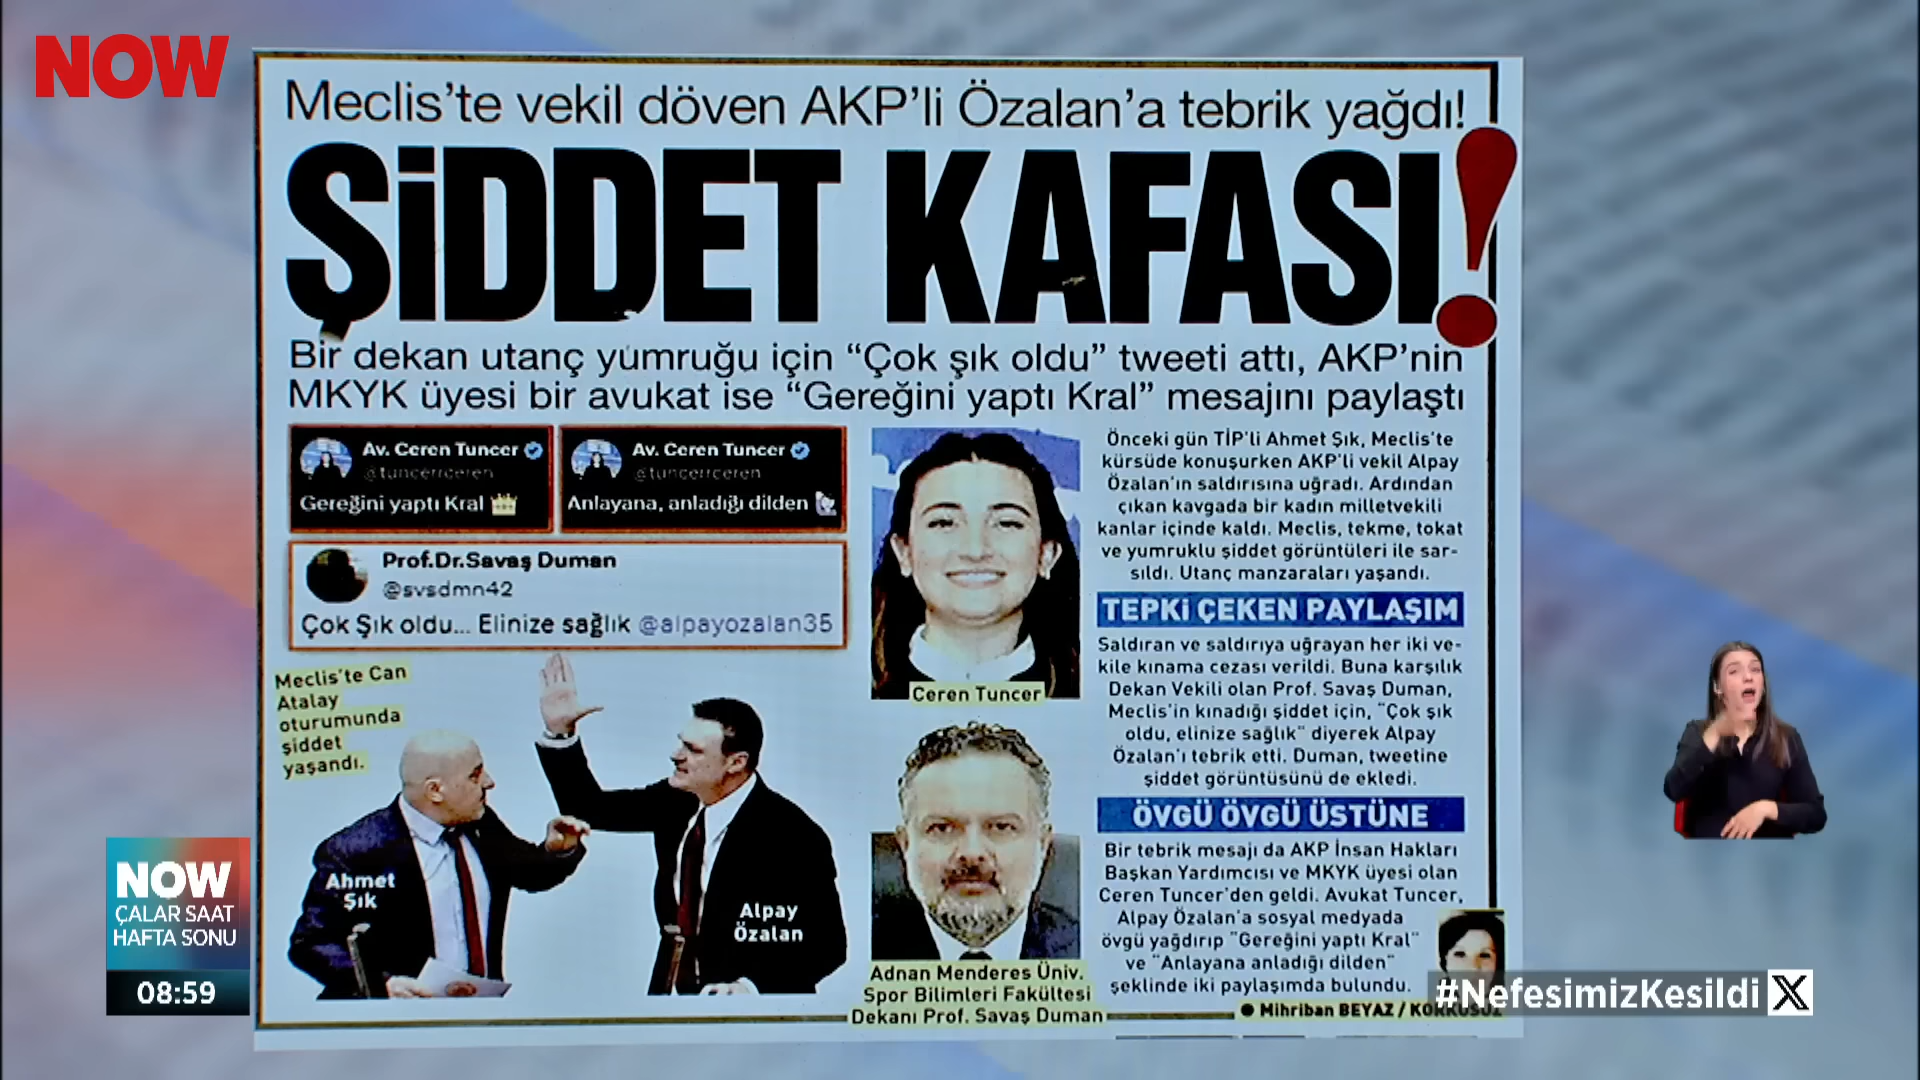 NOW
Meclis'te vekil döven AKP'li Özalan'a tebrik yağdı!
ŞİDDET KAFASI!
Bir dekan utanç yumruğu için “Çok şık oldu” tweeti attı, AKP'nin
MKYK üyesi bir avukat ise “Gereğini yaptı Kral” mesajını paylaştı
Av. Ceren Tuncer
@tuncerrceren
Gereğini yaptı Kral
Av. Ceren Tuncer
@tuncerrceren
Anlayana, anladığı dilden
Prof.Dr.Savaş Duman
@svsdmn42
Çok Şık oldu... Elinize sağlık @alpayozalan35
Meclis'te Can
Atalay
oturumunda
şiddet
yaşandı.
Ahmet
Şık
Alpay
Özalan
Ceren Tuncer
Adnan Menderes Üniv.
Spor Bilimleri Fakültesi
Dekanı Prof. Savaş Duman
Önceki gün TİP'li Ahmet Şık, Meclis'te
kürsüde konuşurken AKP'li vekil Alpay
Özalan'ın saldırısına uğradı. Ardından
çıkan kavgada bir kadın milletvekili
kanlar içinde kaldı. Meclis, tekme, tokat
ve yumruklu şiddet görüntüleri ile sar-
sıldı. Utanç manzaraları yaşandı.
TEPKİ ÇEKEN PAYLAŞIM
Saldıran ve saldırıya uğrayan her iki ve-
kile kınama cezası verildi. Buna karşılık
Dekan Vekili olan Prof. Savaş Duman,
Meclis'in kınadığı şiddet için, “Çok şık
oldu, elinize sağlık” diyerek Alpay
Özalan'ı tebrik etti. Duman, tweetine
şiddet görüntüsünü de ekledi.
ÖVGÜ ÖVGÜ ÜSTÜNE
Bir tebrik mesajı da AKP İnsan Hakları
Başkan Yardımcısı ve MKYK üyesi olan
Ceren Tuncer'den geldi. Avukat Tuncer,
Alpay Özalan'a sosyal medyada
övgü yağdırıp “Gereğini yaptı Kral”
ve “Anlayana anladığı dilden”
şeklinde iki paylaşımda bulundu.
Mihriban BEYAZ / KORKUSUZ
NOW
ÇALAR SAAT
HAFTA SONU
08:59
#NefesimizKesildi X